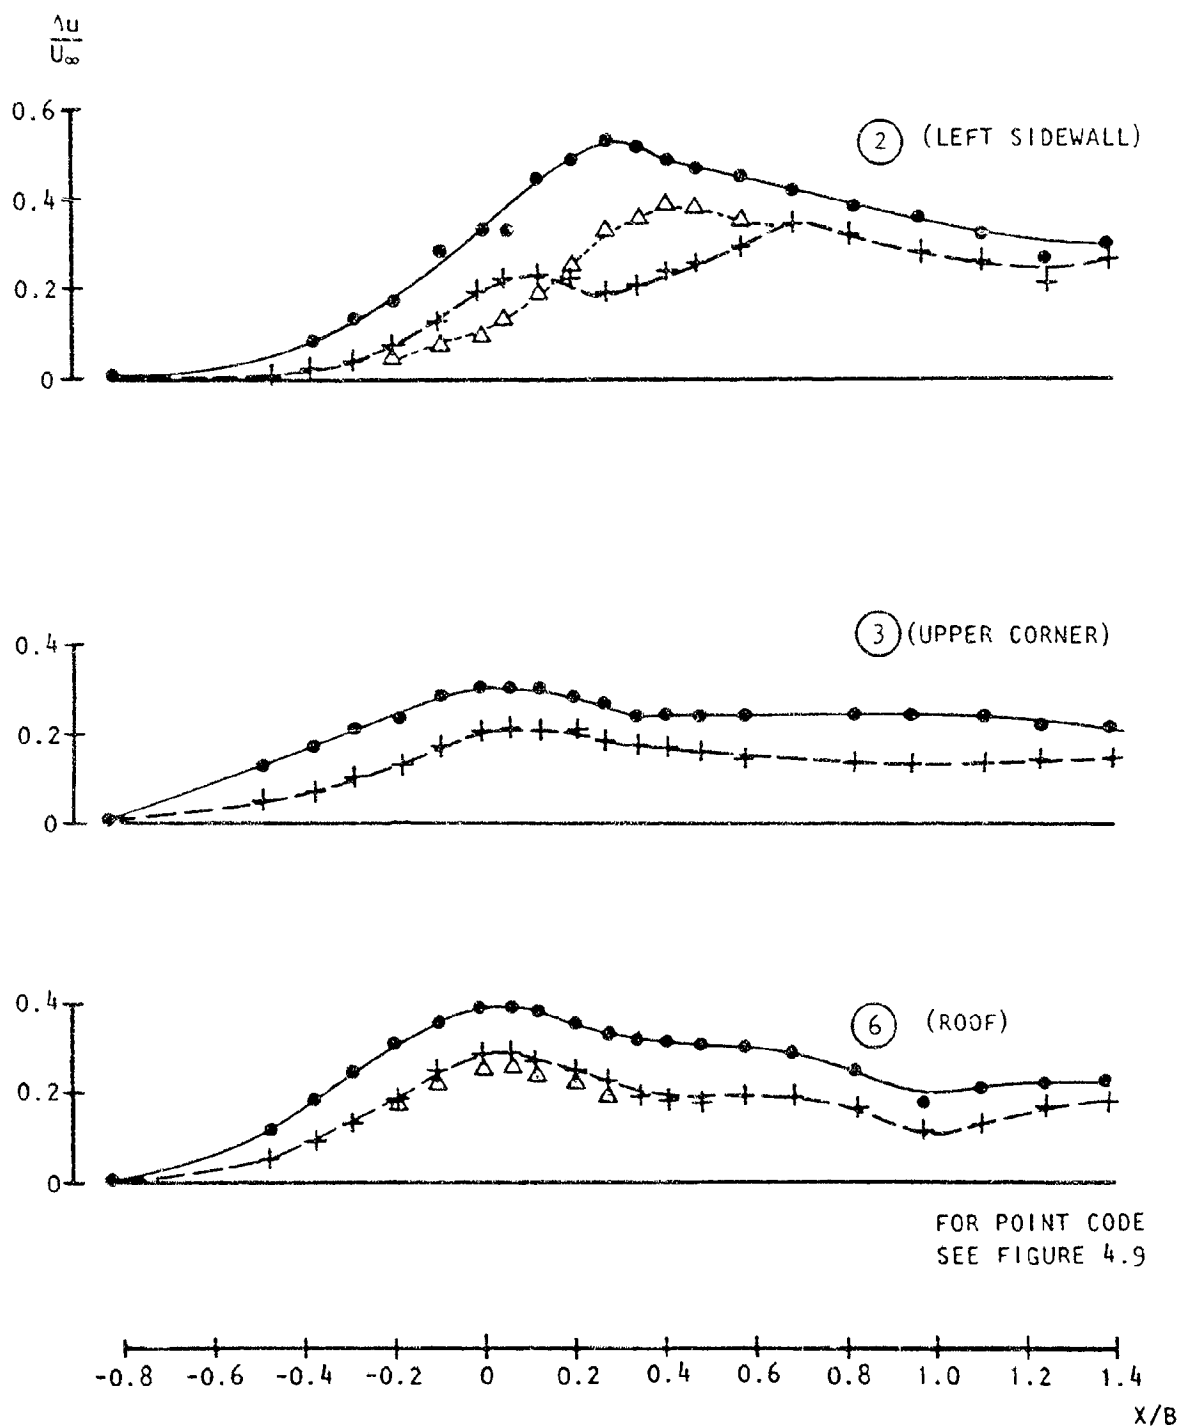 Δu
U∞
0.6
② (LEFT SIDEWALL)
0.4
0.2
0
③ (UPPER CORNER)
0.4
0.2
0
⑥ (ROOF)
0.4
0.2
0
FOR POINT CODE
SEE FIGURE 4.9
-0.8 -0.6 -0.4 -0.2 0 0.2 0.4 0.6 0.8 1.0 1.2 1.4
X/B